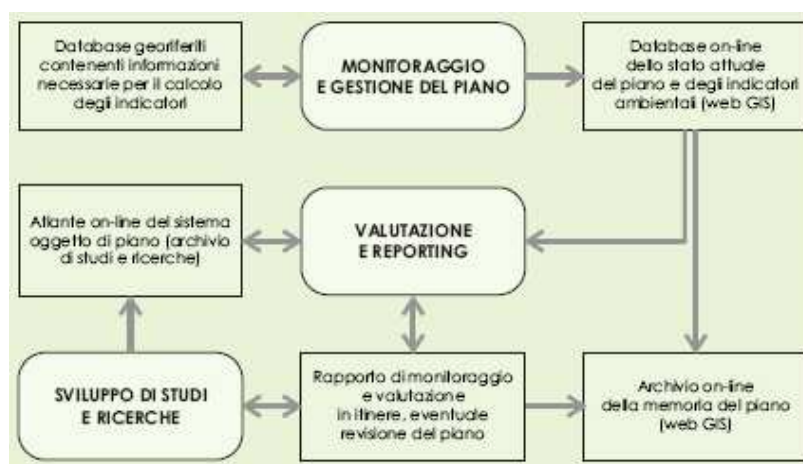 Database georiferiti
contenenti informazioni
necessarie per il calcolo
degli indicatori
MONITORAGGIO
E GESTIONE DEL PIANO
Database on-line
dello stato attuale
del piano e degli indicatori
ambientali (web GIS)
Atlante on-line del sistema
oggetto di piano (archivio
di studi e ricerche)
VALUTAZIONE
E REPORTING
SVILUPPO DI STUDI
E RICERCHE
Rapporto di monitoraggio
e valutazione
in itinere, eventuale
revisione del piano
Archivio on-line
della memoria del piano
(web GIS)